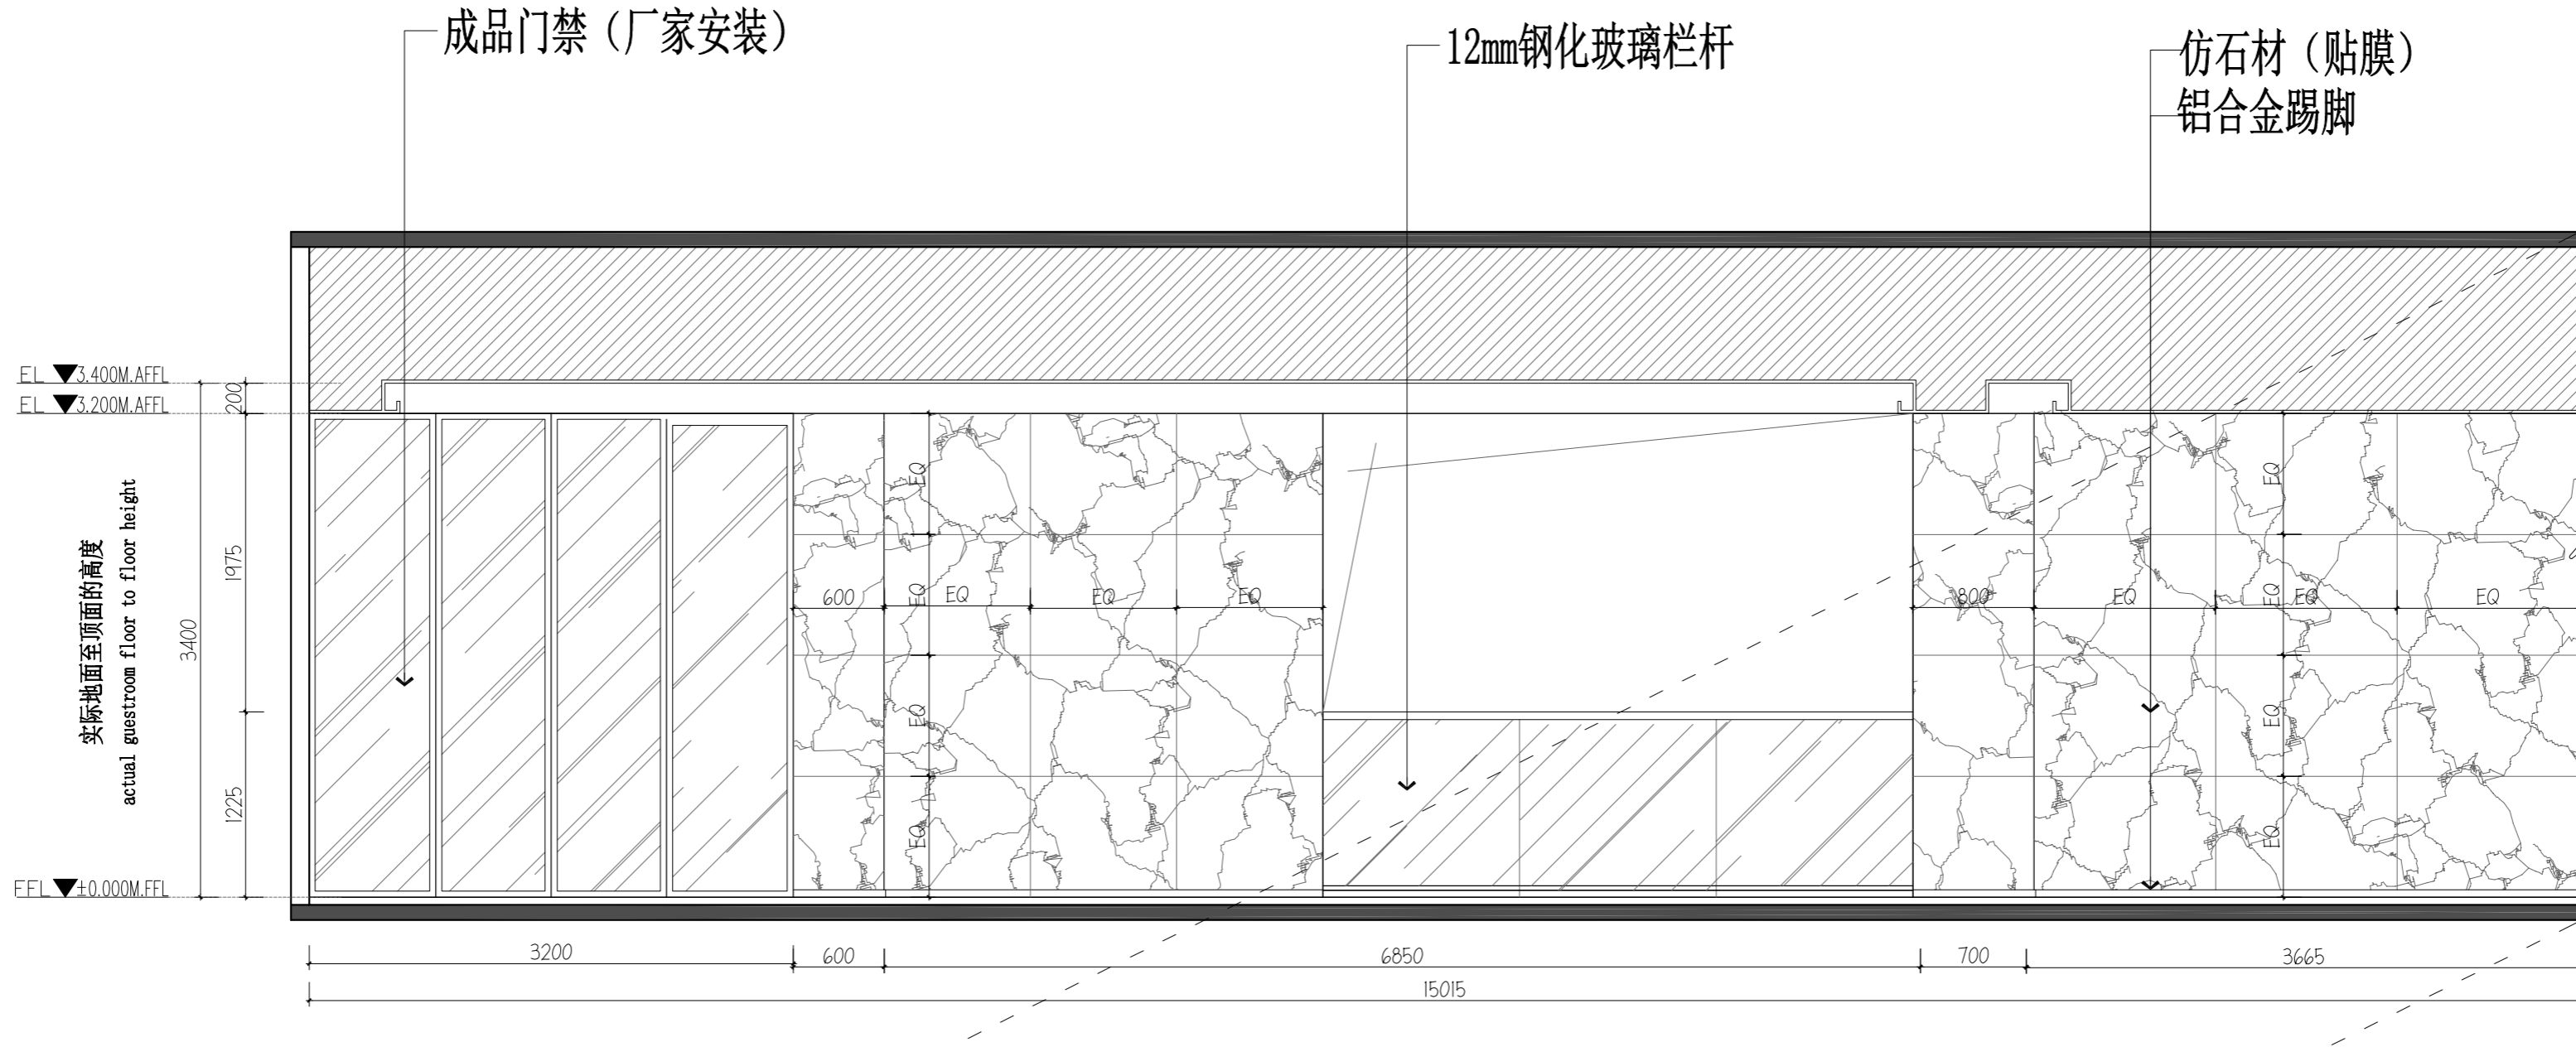 成品门禁（厂家安装）
12mm钢化玻璃栏杆
仿石材（贴膜）
铝合金踢脚
EL 3.400M.AFFL
EL 3.200M.AFFL
200
1975
3400
1225
实际地面至顶面的高度
actual guestroom floor to floor height
FFL ±0.000M.FFL
EQ
EQ
EQ
EQ
600
EQ
EQ
EQ
800
EQ
EQ
EQ
EQ
EQ
EQ
EQ
3200
600
6850
700
3665
15015